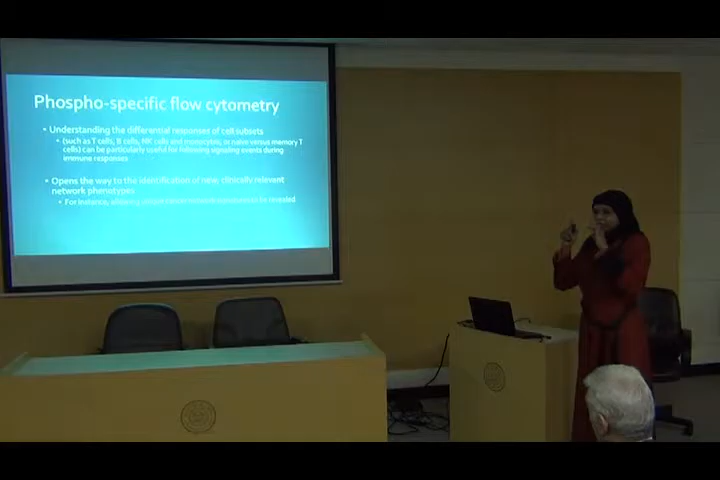 Phospho-specific flow cytometry
• Understanding the differential responses of cell subsets
• (such as T cells, B cells, NK cells and monocytes, or naive versus memory T
cells) can be particularly useful for following signaling events during
immune responses
• Opens the way to the identification of new, clinically relevant
network phenotypes
• For instance, be revealed